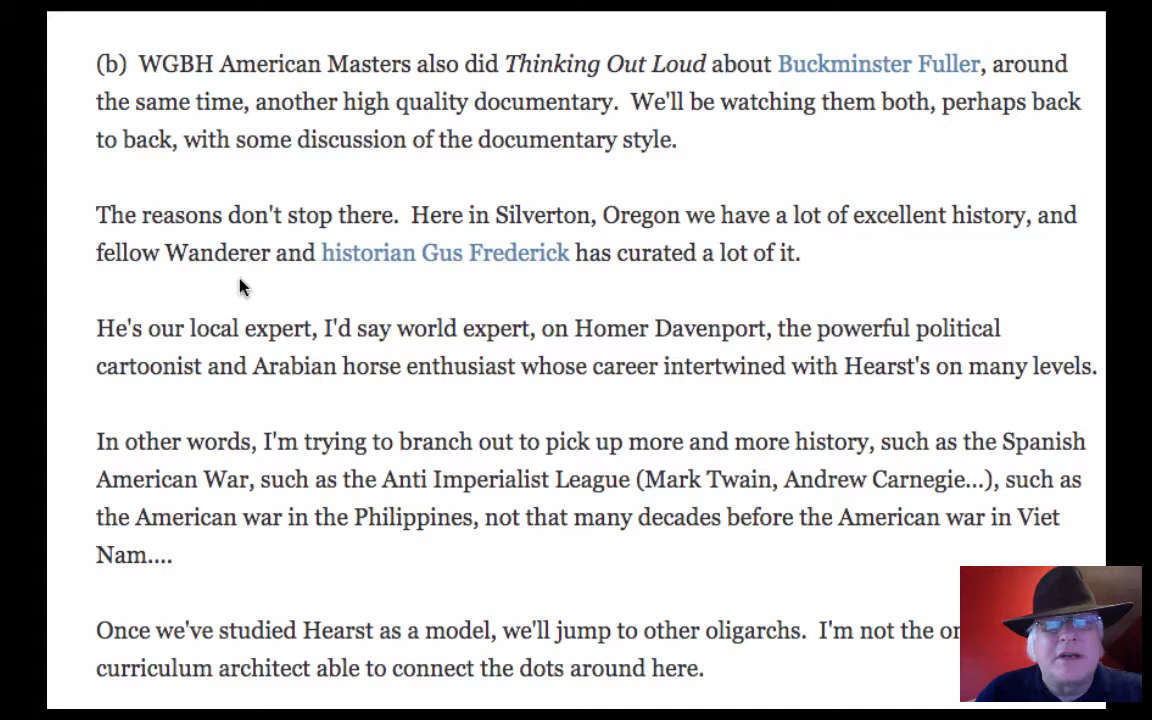 (b)  WGBH American Masters also did Thinking Out Loud about Buckminster Fuller, around
the same time, another high quality documentary.  We'll be watching them both, perhaps back
to back, with some discussion of the documentary style.
The reasons don't stop there.  Here in Silverton, Oregon we have a lot of excellent history, and
fellow Wanderer and historian Gus Frederick has curated a lot of it.
He's our local expert, I'd say world expert, on Homer Davenport, the powerful political
cartoonist and Arabian horse enthusiast whose career intertwined with Hearst's on many levels.
In other words, I'm trying to branch out to pick up more and more history, such as the Spanish
American War, such as the Anti Imperialist League (Mark Twain, Andrew Carnegie...), such as
the American war in the Philippines, not that many decades before the American war in Viet
Nam....
Once we've studied Hearst as a model, we'll jump to other oligarchs.  I'm not the
curriculum architect able to connect the dots around here.